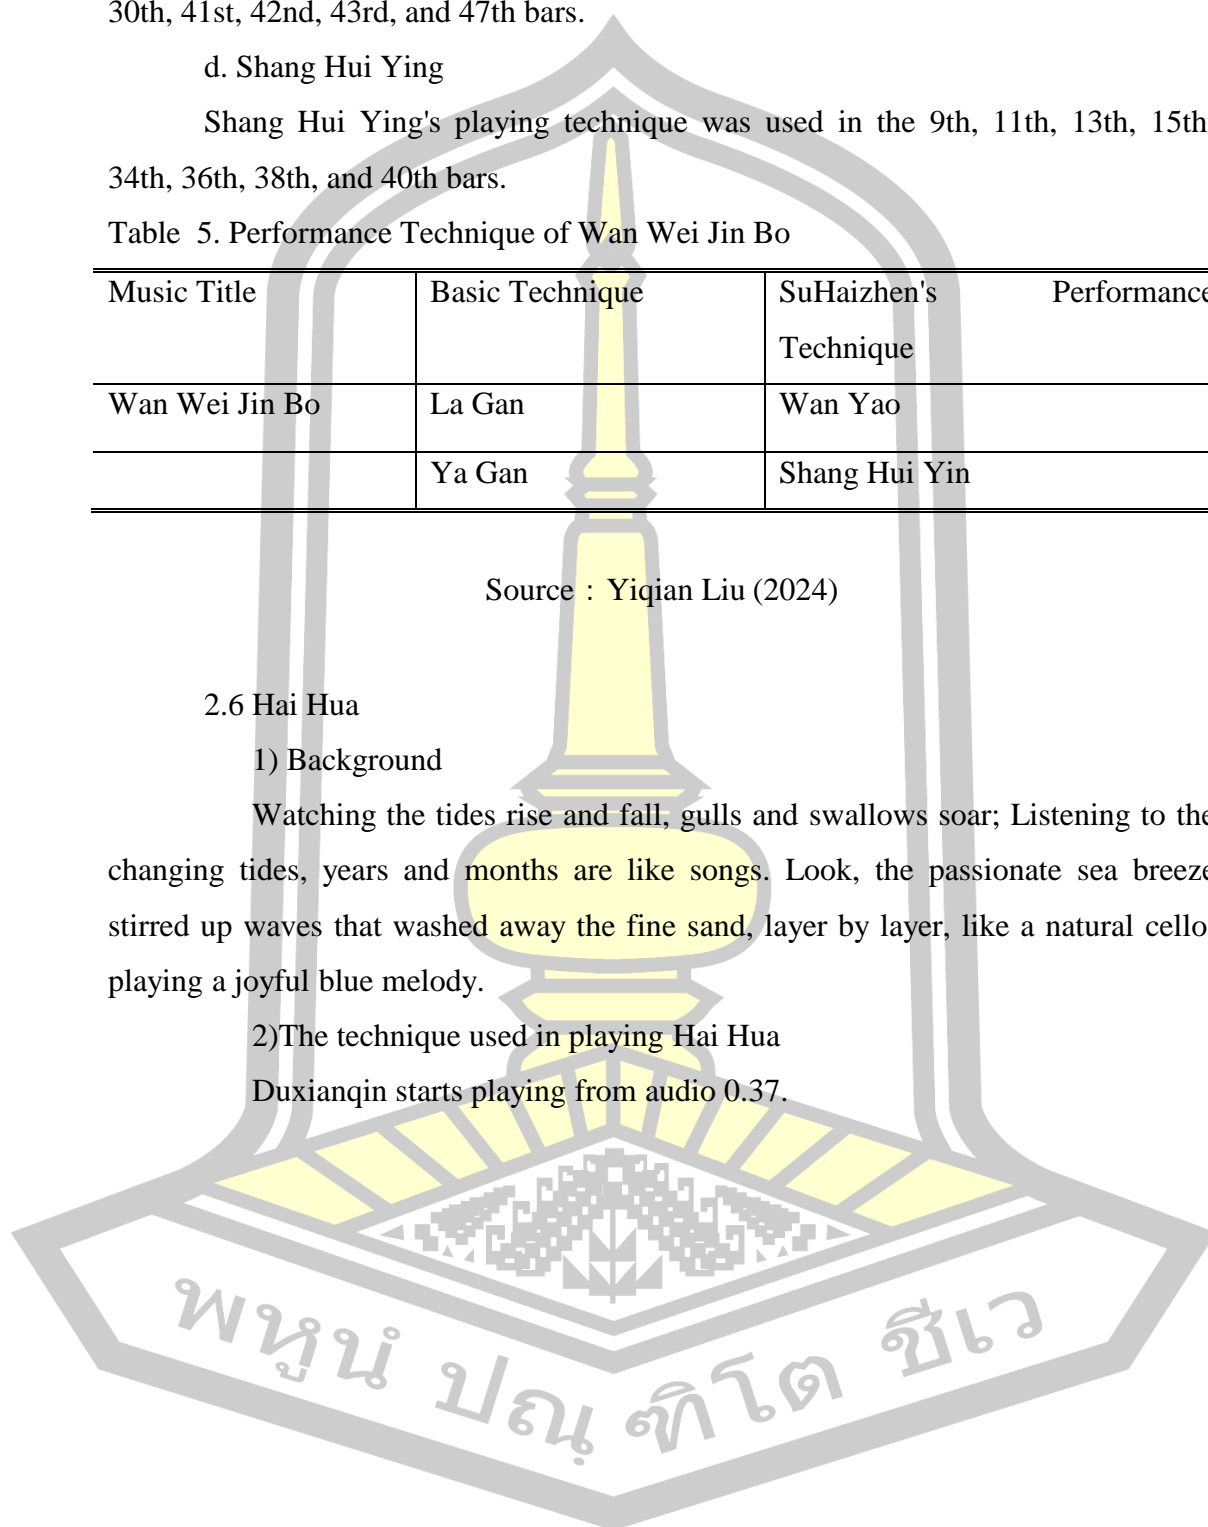 30th, 41st, 42nd, 43rd, and 47th bars.
d. Shang Hui Ying
Shang Hui Ying's playing technique was used in the 9th, 11th, 13th, 15th
34th, 36th, 38th, and 40th bars.
Table 5. Performance Technique of Wan Wei Jin Bo
Music Title Basic Technique SuHaizhen's Performance
Technique
Wan Wei Jin Bo La Gan Wan Yao
Ya Gan Shang Hui Yin
Source : Yiqian Liu (2024)
2.6 Hai Hua
1) Background
Watching the tides rise and fall, gulls and swallows soar; Listening to the
changing tides, years and months are like songs. Look, the passionate sea breeze
stirred up waves that washed away the fine sand, layer by layer, like a natural cello
playing a joyful blue melody.
2)The technique used in playing Hai Hua
Duxianqin starts playing from audio 0.37.
พหูนํ ปณฺฑิโต ชีเว